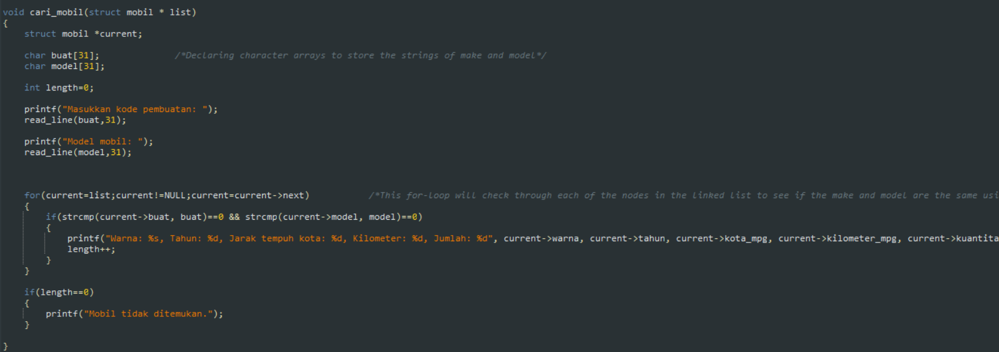 void cari_mobil(struct mobil * list)
{
struct mobil *current;
char buat[31]; /*Declaring character arrays to store the strings of make and model*/
char model[31];
int length=0;
printf("Masukkan kode pembuatan: ");
read_line(buat,31);
printf("Model mobil: ");
read_line(model,31);
for(current=list;current!=NULL;current=current->next) /*This for-loop will check through each of the nodes in the linked list to see if the make and model are the same usi
{
if(strcmp(current->buat, buat)==0 && strcmp(current->model, model)==0)
{
printf("Warna: %s, Tahun: %d, Jarak tempuh kota: %d, Kilometer: %d, Jumlah: %d", current->warna, current->tahun, current->kota_mpg, current->kilometer_mpg, current->kuantita
length++;
}
}
if(length==0)
{
printf("Mobil tidak ditemukan.");
}
}